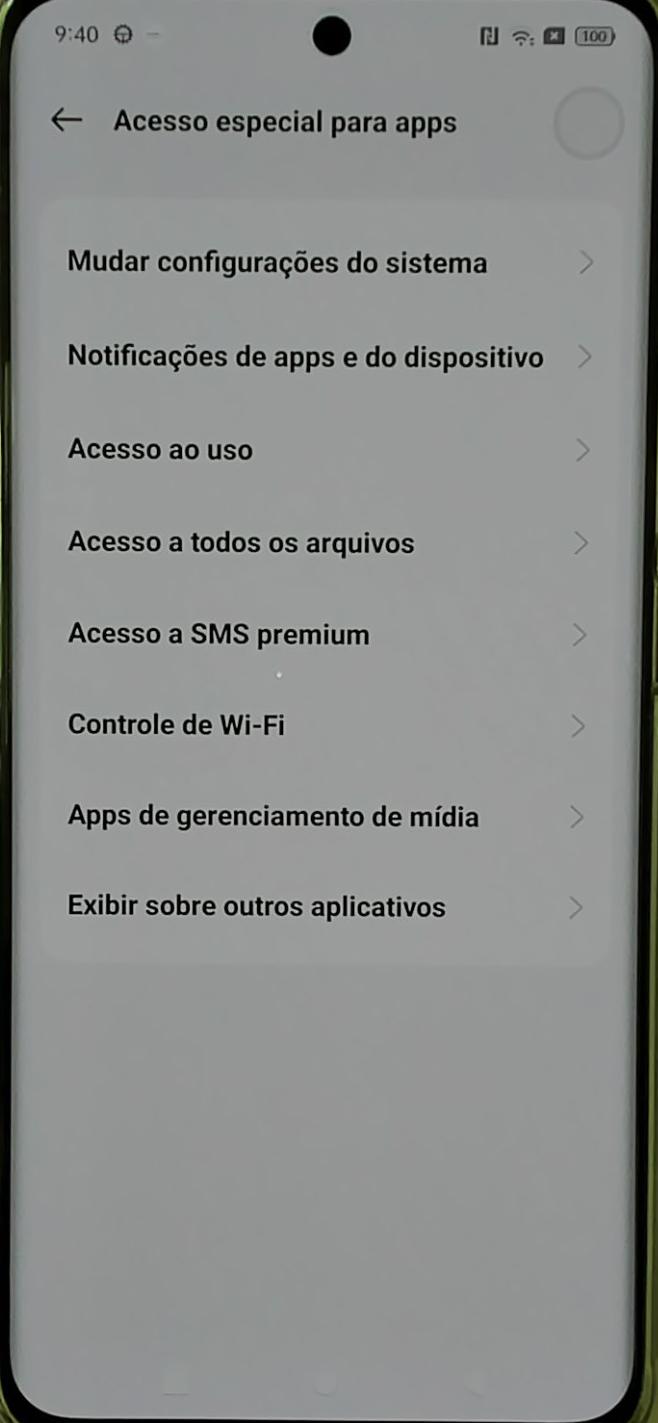 9:40
100
Acesso especial para apps
Mudar configurações do sistema
Notificações de apps e do dispositivo
Acesso ao uso
Acesso a todos os arquivos
Acesso a SMS premium
Controle de Wi-Fi
Apps de gerenciamento de mídia
Exibir sobre outros aplicativos